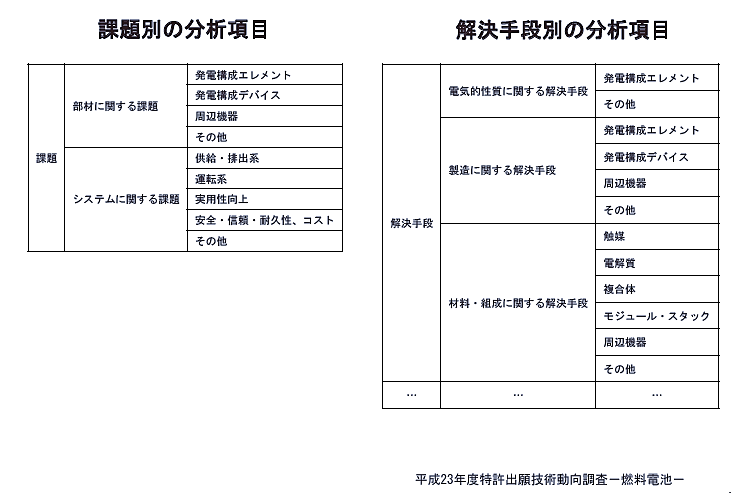 課題別の分析項目
課題
部材に関する課題
発電構成エレメント
発電構成デバイス
周辺機器
その他
システムに関する課題
供給・排出系
運転系
実用性向上
安全・信頼・耐久性、コスト
その他
解決手段別の分析項目
解決手段
電気的性質に関する解決手段
発電構成エレメント
その他
製造に関する解決手段
発電構成エレメント
発電構成デバイス
周辺機器
その他
材料・組成に関する解決手段
触媒
電解質
複合体
モジュール・スタック
周辺機器
その他
… … …
平成23年度特許出願技術動向調査ー燃料電池ー